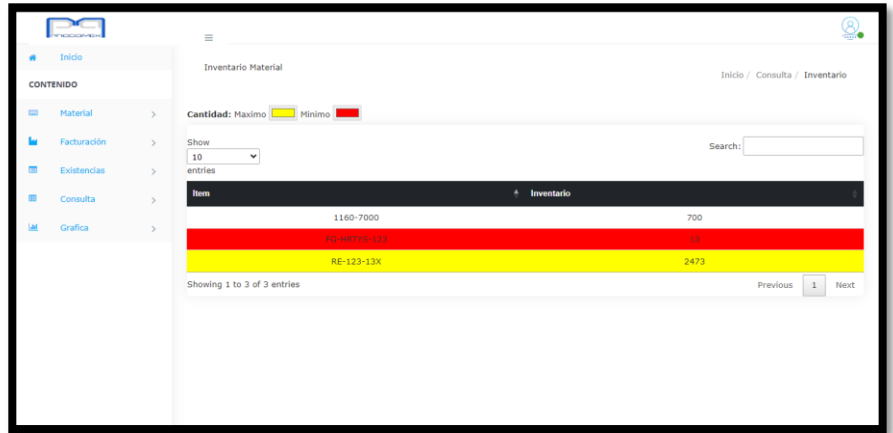 Inicio
CONTENIDO
Material
Facturación
Existencias
Consulta
Grafica
Inventario Material
Inicio / Consulta / Inventario
Cantidad: Maximo Minimo
Show
10
entries
Search:
Item Inventario
1160-7000 700
RE-123-13X 2473
Showing 1 to 3 of 3 entries
Previous 1 Next